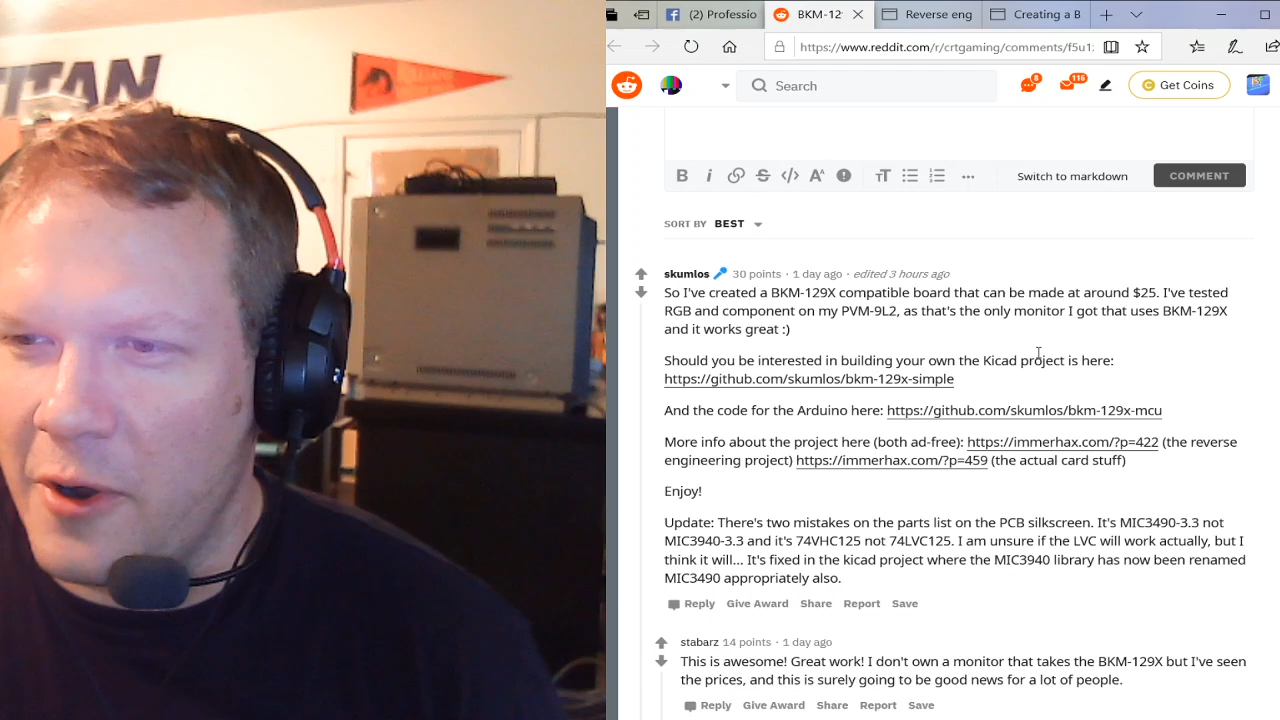 TITAN
(2) Professio
BKM-12
Reverse eng
Creating a B
https://www.reddit.com/r/crtgaming/comments/f5u1
Search
8
116
Get Coins
Switch to markdown
COMMENT
SORT BY BEST
skumlos 30 points · 1 day ago · edited 3 hours ago
So I've created a BKM-129X compatible board that can be made at around $25. I've tested
RGB and component on my PVM-9L2, as that's the only monitor I got that uses BKM-129X
and it works great :)
Should you be interested in building your own the Kicad project is here:
https://github.com/skumlos/bkm-129x-simple
And the code for the Arduino here: https://github.com/skumlos/bkm-129x-mcu
More info about the project here (both ad-free): https://immerhax.com/?p=422 (the reverse
engineering project) https://immerhax.com/?p=459 (the actual card stuff)
Enjoy!
Update: There's two mistakes on the parts list on the PCB silkscreen. It's MIC3490-3.3 not
MIC3940-3.3 and it's 74VHC125 not 74LVC125. I am unsure if the LVC will work actually, but I
think it will... It's fixed in the kicad project where the MIC3940 library has now been renamed
MIC3490 appropriately also.
Reply Give Award Share Report Save
stabarz 14 points · 1 day ago
This is awesome! Great work! I don't own a monitor that takes the BKM-129X but I've seen
the prices, and this is surely going to be good news for a lot of people.
Reply Give Award Share Report Save